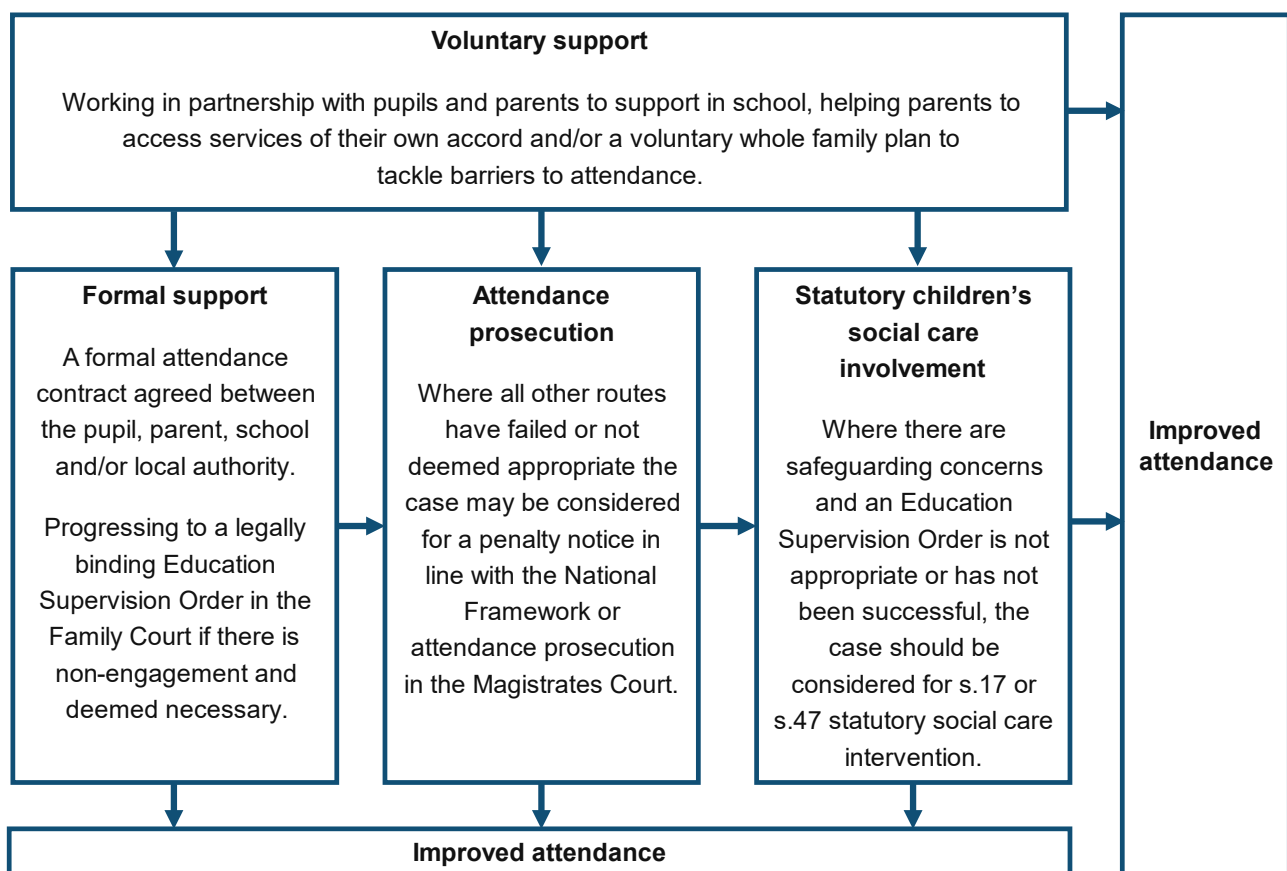 Voluntary support
Working in partnership with pupils and parents to support in school, helping parents to
access services of their own accord and/or a voluntary whole family plan to
tackle barriers to attendance.
Formal support
A formal attendance
contract agreed between
the pupil, parent, school
and/or local authority.
Progressing to a legally
binding Education
Supervision Order in the
Family Court if there is
non-engagement and
deemed necessary.
Attendance
prosecution
Where all other routes
have failed or not
deemed appropriate the
case may be considered
for a penalty notice in
line with the National
Framework or
attendance prosecution
in the Magistrates Court.
Statutory children’s
social care
involvement
Where there are
safeguarding concerns
and an Education
Supervision Order is not
appropriate or has not
been successful, the
case should be
considered for s.17 or
s.47 statutory social care
intervention.
Improved
attendance
Improved attendance